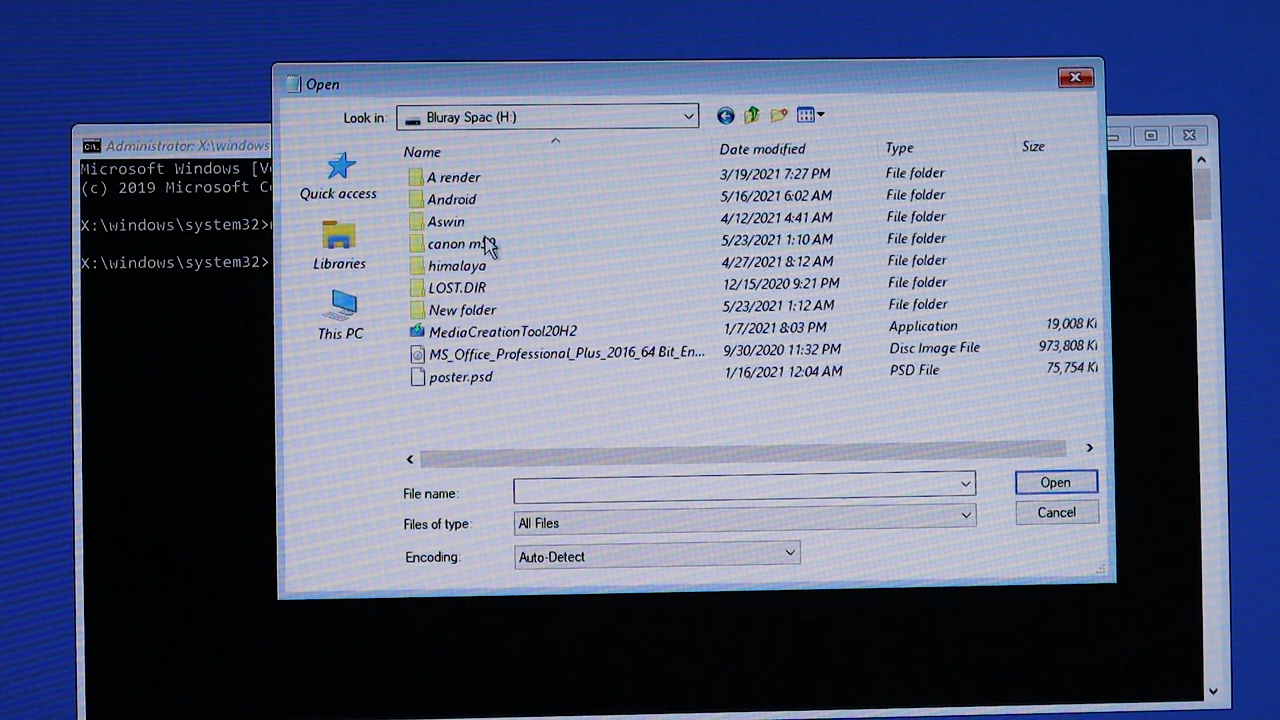 Open
Look in: Bluray Spac (H:)
Administrator: X:\windows
Microsoft Windows
(c) 2019 Microsoft
X:\windows\system32>
X:\windows\system32>
Quick access
Libraries
This PC
Name Date modified Type Size
A render 3/19/2021 7:27 PM File folder
Android 5/16/2021 6:02 AM File folder
Aswin 4/12/2021 4:41 AM File folder
canon 5/23/2021 1:10 AM File folder
himalaya 4/27/2021 8:12 AM File folder
LOST.DIR 12/15/2020 9:21 PM File folder
New folder 5/23/2021 1:12 AM File folder
MediaCreationTool20H2 1/7/2021 8:03 PM Application 19,008 K
MS_Office_Professional_Plus_2016_64 Bit_En... 9/30/2020 11:32 PM Disc Image File 973,808 K
poster.psd 1/16/2021 12:04 AM PSD File 75,754 K
File name:
Open
Files of type: All Files
Cancel
Encoding: Auto-Detect